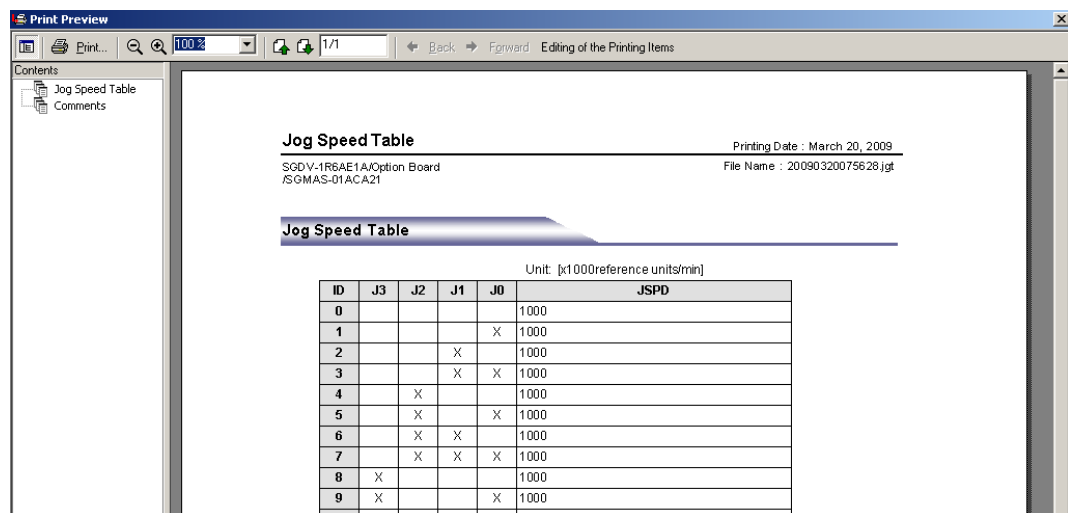 Print Preview
Print... 100 % 1/1 Back Forward Editing of the Printing Items
Contents
Jog Speed Table
Comments
Jog Speed Table
Printing Date : March 20, 2009
SGDV-1R6AE1A/Option Board
/SGMAS-01ACA21
File Name : 20090320075628.jgt
Jog Speed Table
Unit: [x1000reference units/min]
ID J3 J2 J1 J0 JSPD
0 1000
1 X 1000
2 X 1000
3 X X 1000
4 X 1000
5 X X 1000
6 X X 1000
7 X X X 1000
8 X 1000
9 X X 1000